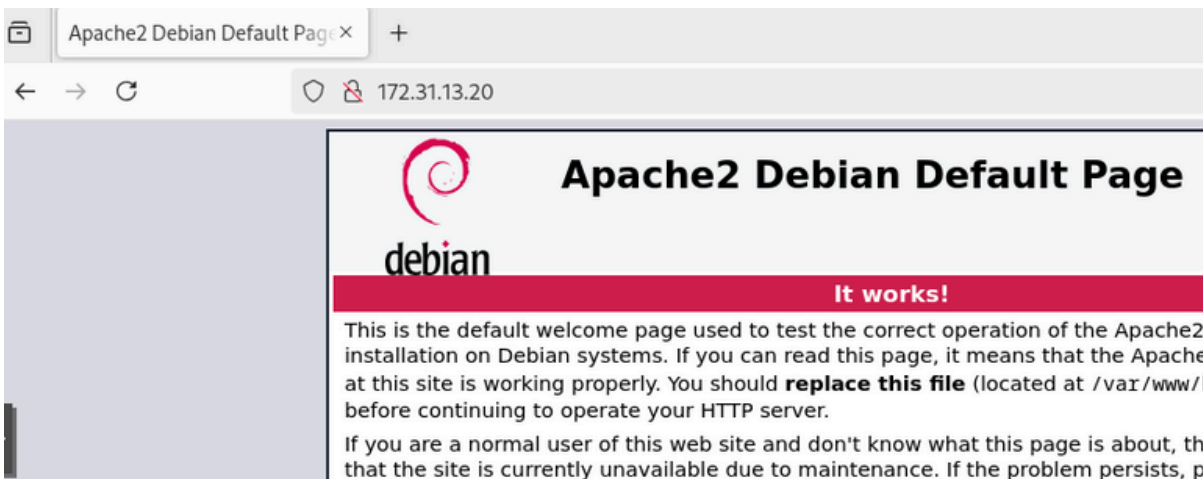 Apache2 Debian Default Page
172.31.13.20
Apache2 Debian Default Page
debian
It works!
This is the default welcome page used to test the correct operation of the Apache2
installation on Debian systems. If you can read this page, it means that the Apache
at this site is working properly. You should replace this file (located at /var/www/
before continuing to operate your HTTP server.
If you are a normal user of this web site and don't know what this page is about, th
that the site is currently unavailable due to maintenance. If the problem persists, p